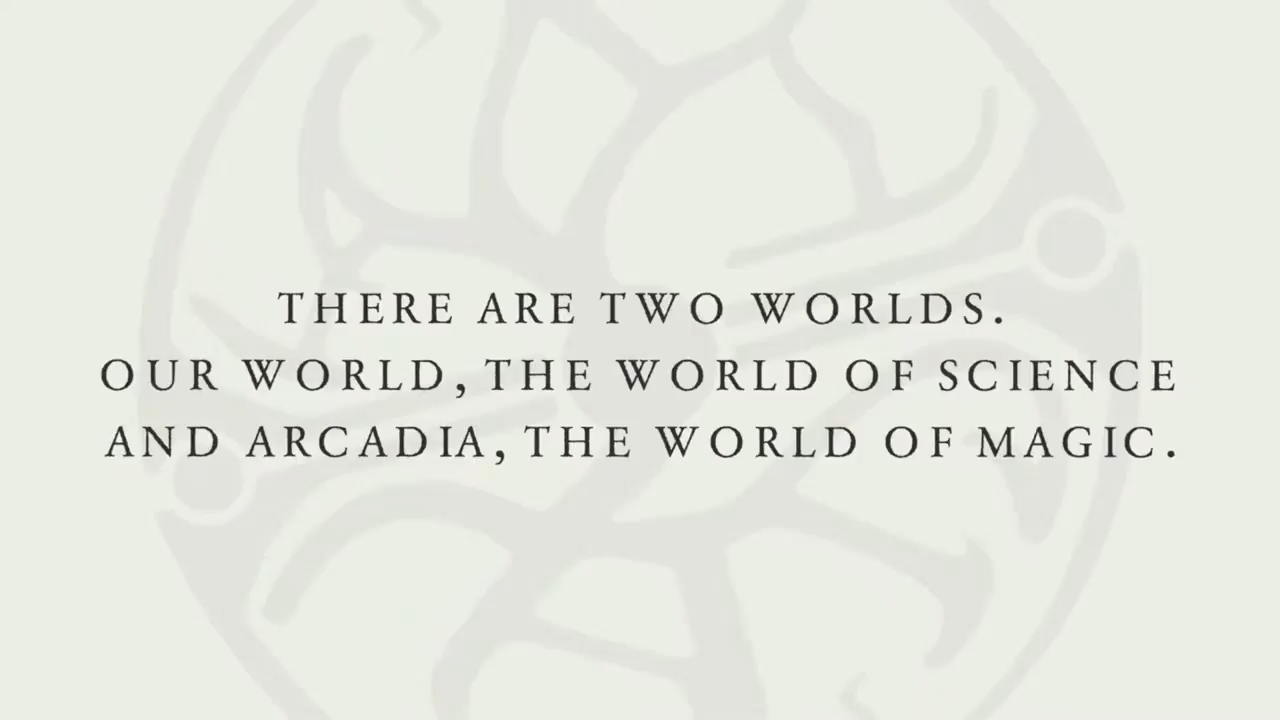 THERE ARE TWO WORLDS.
OUR WORLD, THE WORLD OF SCIENCE
AND ARCADIA, THE WORLD OF MAGIC.